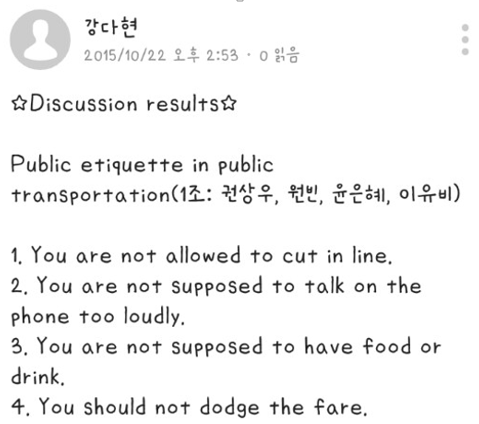 강다현
2015/10/22 오후 2:53 · 0 읽음
☆Discussion results☆
Public etiquette in public
transportation(1조: 권상우, 원빈, 윤은혜, 이유비)
1. You are not allowed to cut in line.
2. You are not supposed to talk on the
phone too loudly.
3. You are not supposed to have food or
drink.
4. You should not dodge the fare.